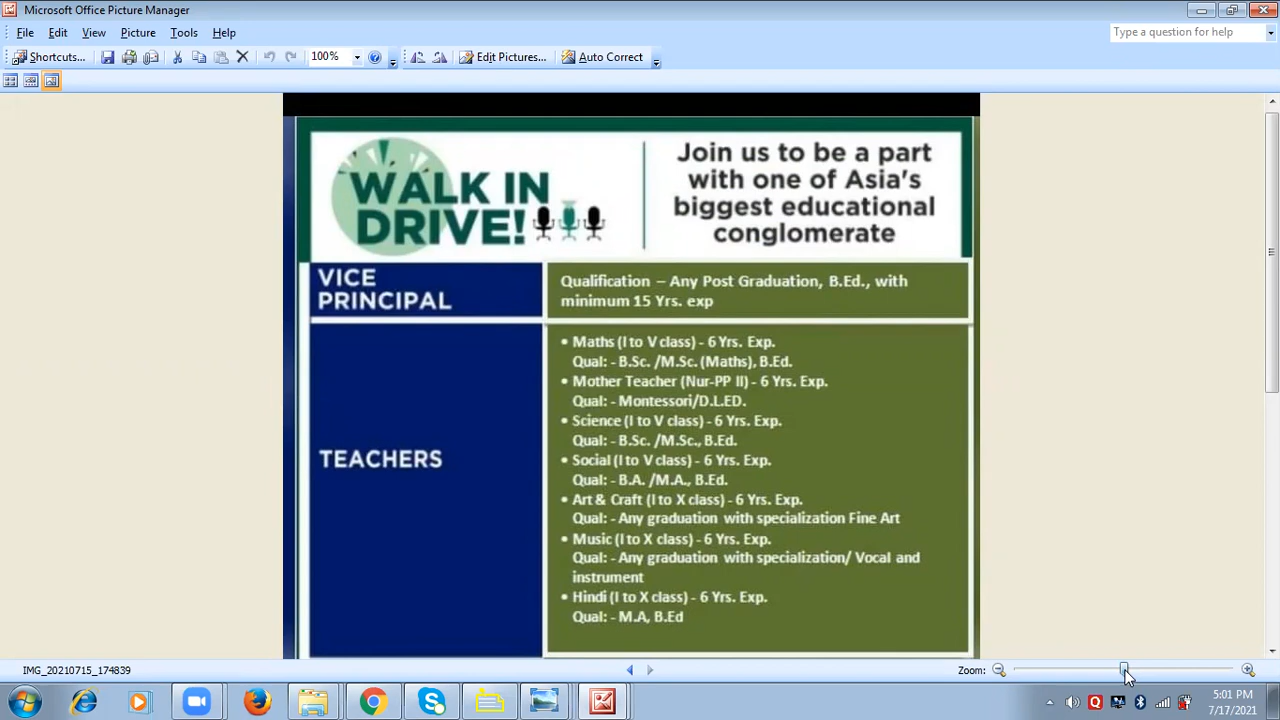 Microsoft Office Picture Manager
File Edit View Picture Tools Help
Type a question for help
Shortcuts... 100% Edit Pictures... Auto Correct
WALK IN
DRIVE!
Join us to be a part
with one of Asia's
biggest educational
conglomerate
VICE
PRINCIPAL
Qualification – Any Post Graduation, B.Ed., with
minimum 15 Yrs. exp
TEACHERS
• Maths (I to V class) - 6 Yrs. Exp.
Qual: - B.Sc. /M.Sc. (Maths), B.Ed.
• Mother Teacher (Nur-PP II) - 6 Yrs. Exp.
Qual: - Montessori/D.L.ED.
• Science (I to V class) - 6 Yrs. Exp.
Qual: - B.Sc. /M.Sc., B.Ed.
• Social (I to V class) - 6 Yrs. Exp.
Qual: - B.A. /M.A., B.Ed.
• Art & Craft (I to X class) - 6 Yrs. Exp.
Qual: - Any graduation with specialization Fine Art
• Music (I to X class) - 6 Yrs. Exp.
Qual: - Any graduation with specialization/ Vocal and
instrument
• Hindi (I to X class) - 6 Yrs. Exp.
Qual: - M.A, B.Ed
IMG_20210715_174839
Zoom:
5:01 PM
7/17/2021